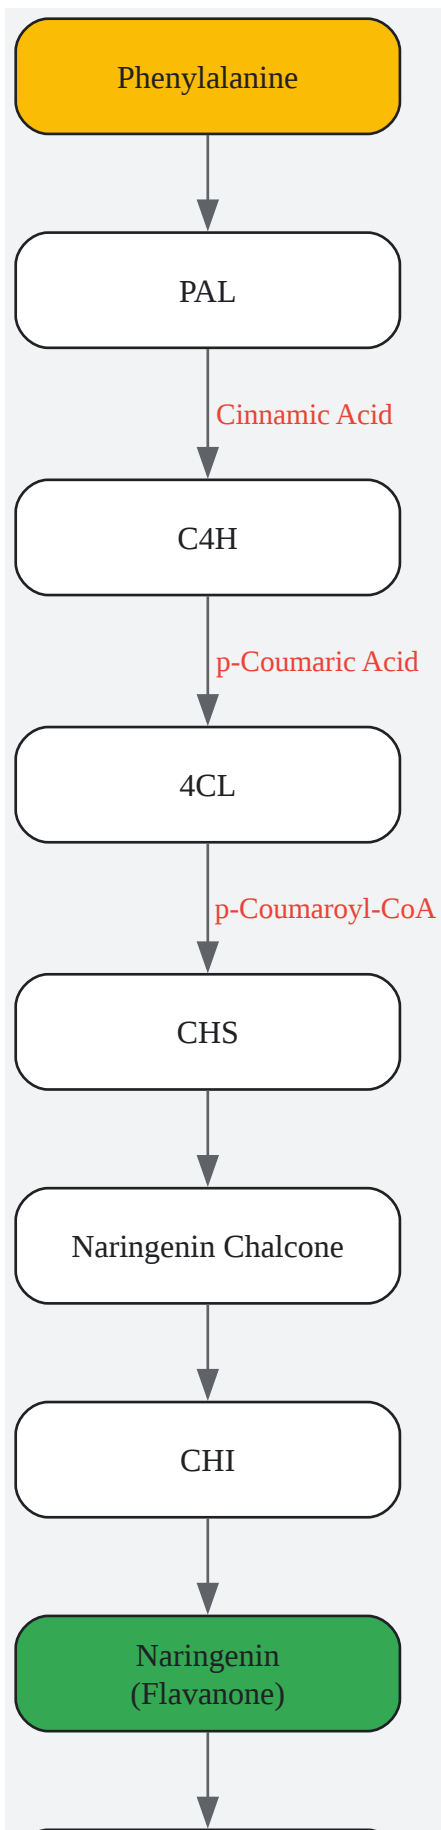 Phenylalanine
PAL
Cinnamic Acid
C4H
p-Coumaric Acid
4CL
p-Coumaroyl-CoA
CHS
Naringenin Chalcone
CHI
Naringenin
(Flavanone)